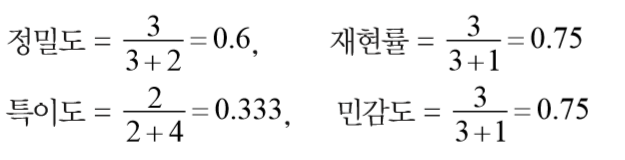 정밀도 = 3/(3+2) = 0.6, 재현률 = 3/(3+1) = 0.75
특이도 = 2/(2+4) = 0.333, 민감도 = 3/(3+1) = 0.75